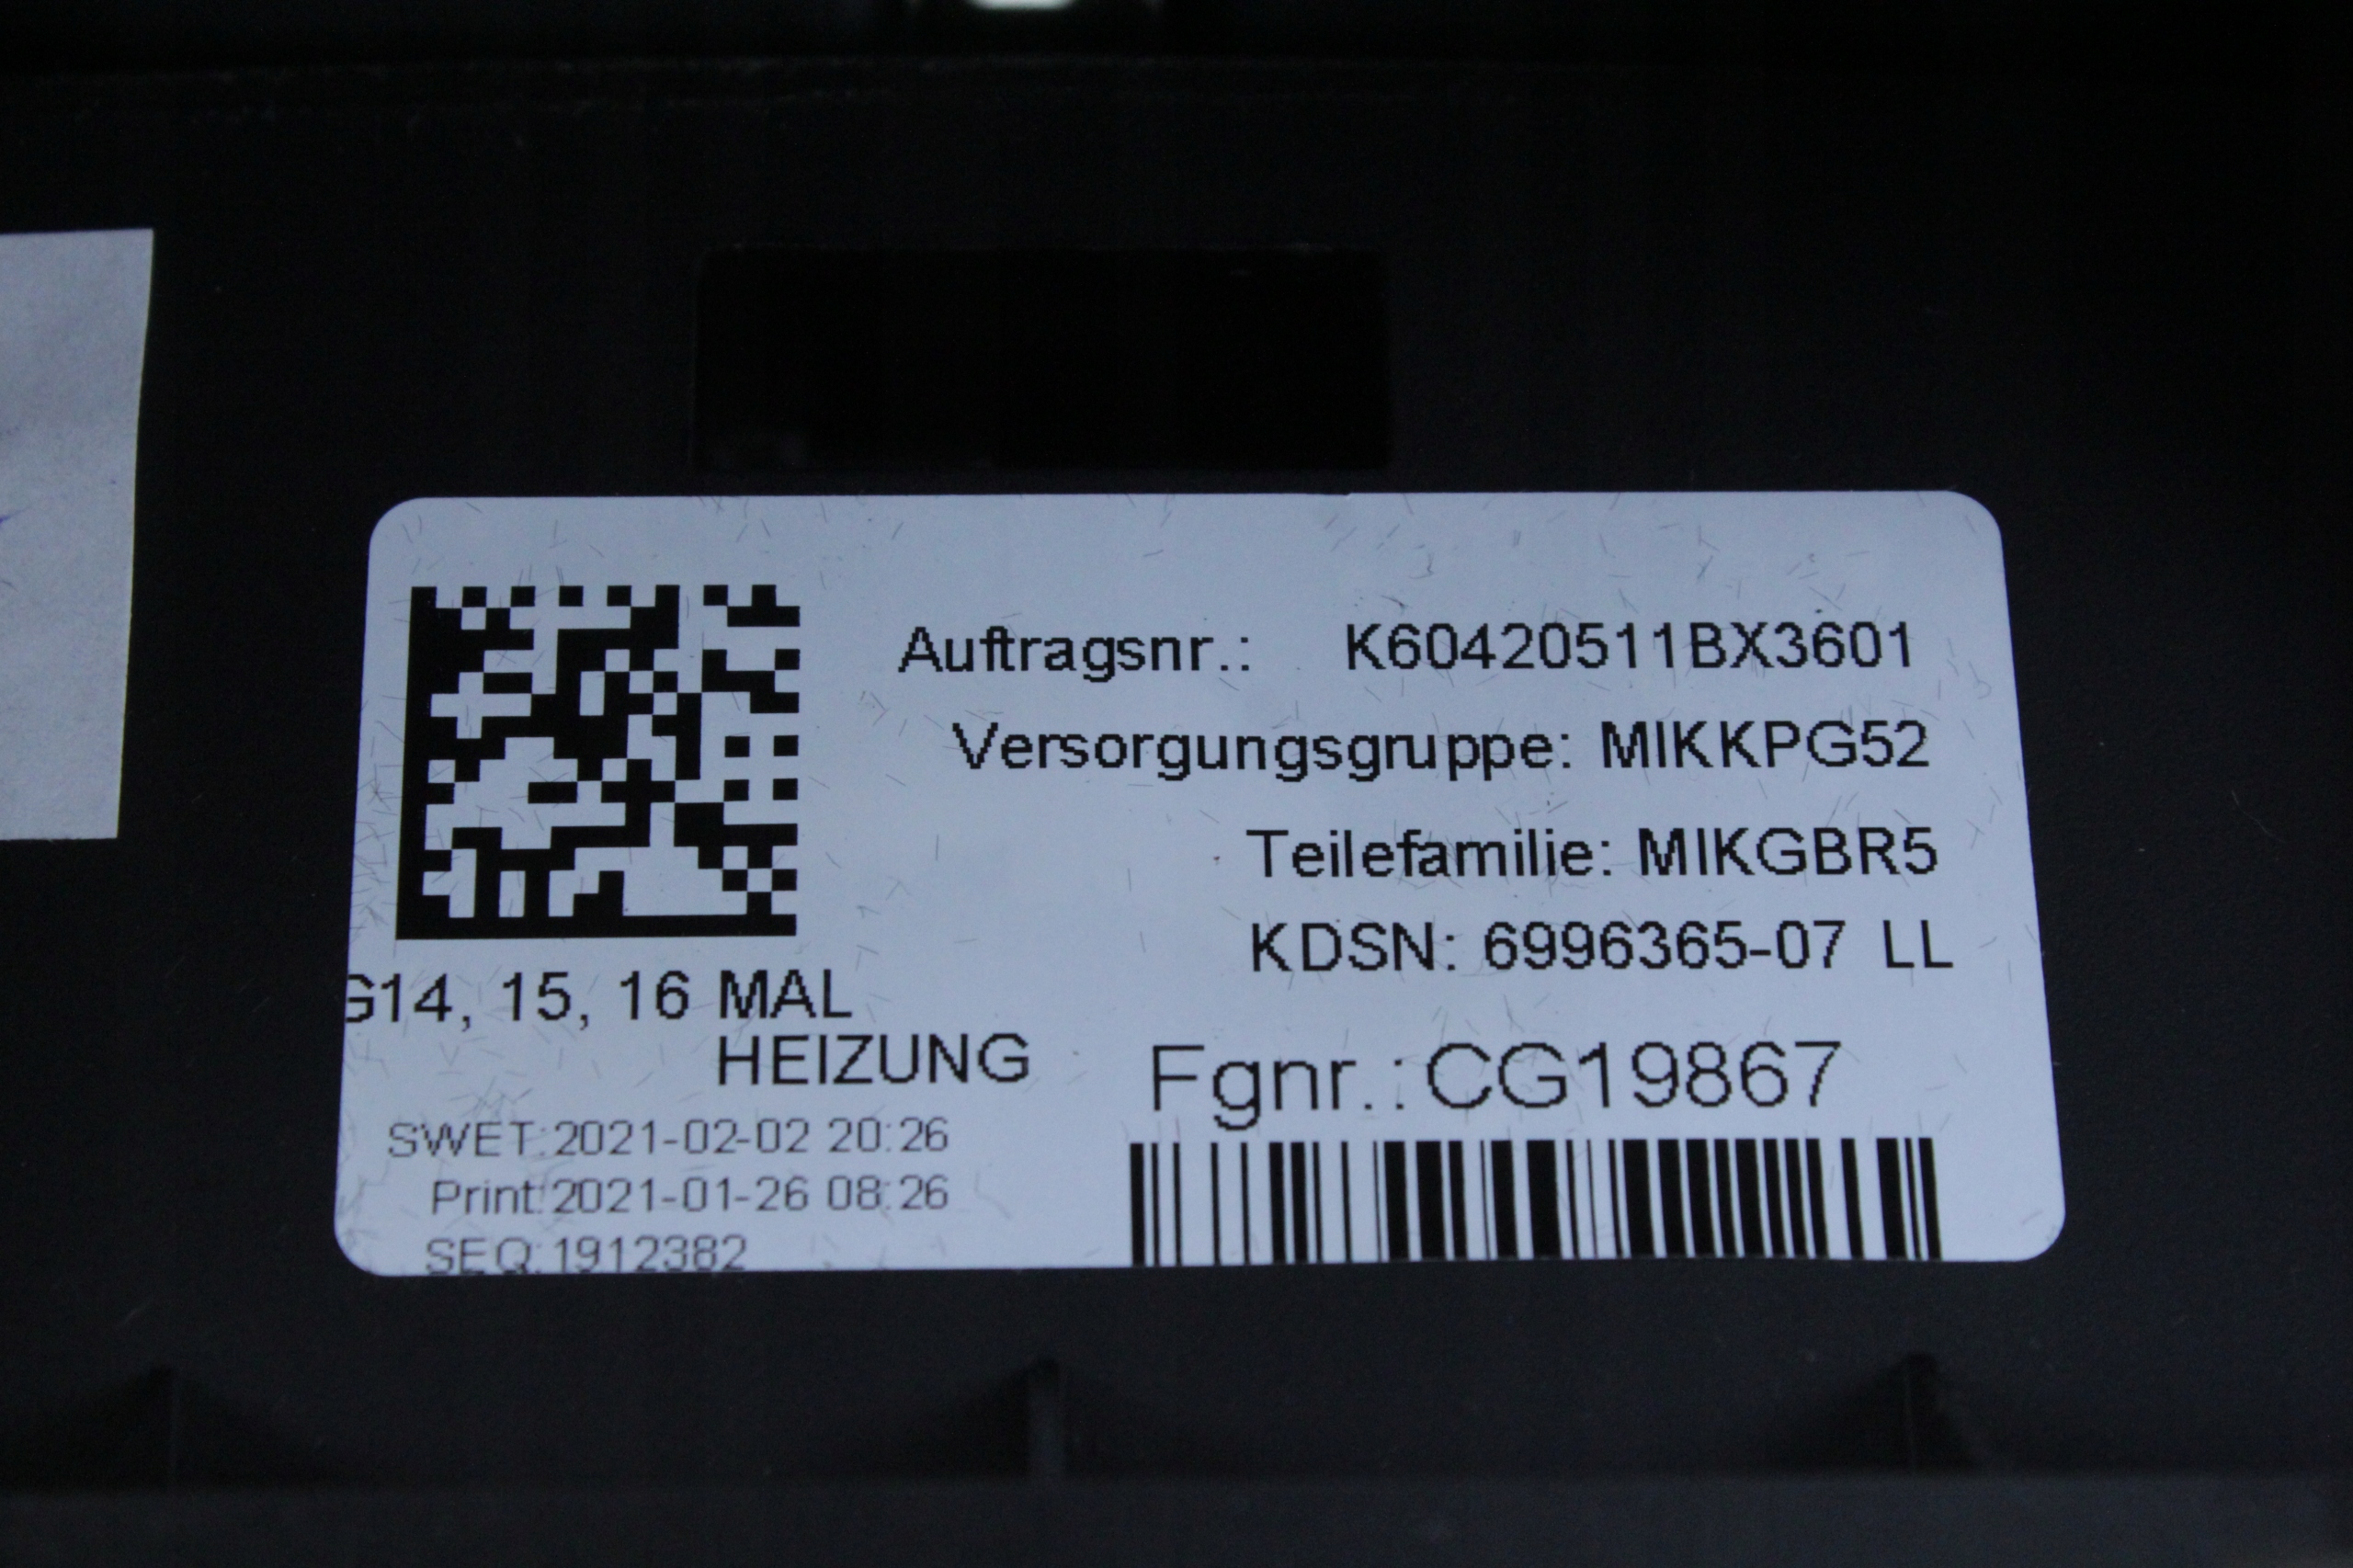 Auftragsnr.: K60420511BX3601
Versorgungsgruppe: MIKKPG52
Teilefamilie: MIKGBR5
KDSN: 6996365-07 LL
G14, 15, 16 MAL
HEIZUNG
Fgnr.:CG19867
SWET:2021-02-02 20:26
Print:2021-01-26 08:26
SEQ:1912382